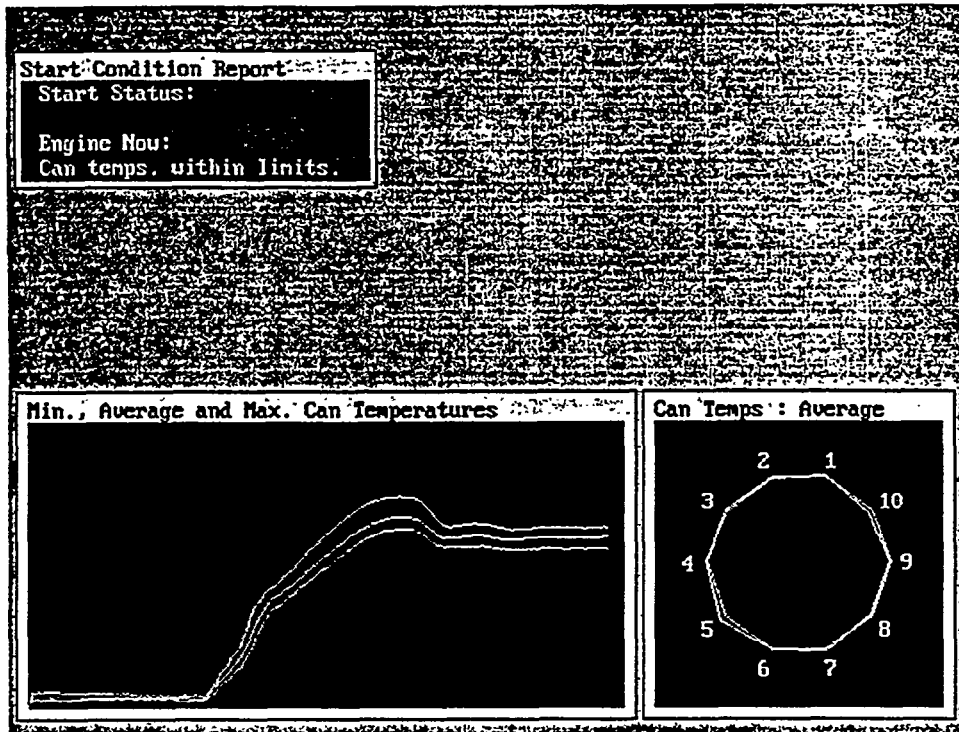 Start Condition Report
Start Status:
Engine Now:
Can temps. within limits.
Min., Average and Max. Can Temperatures
Can Temps : Average
2 1
3 10
4 9
5 8
6 7